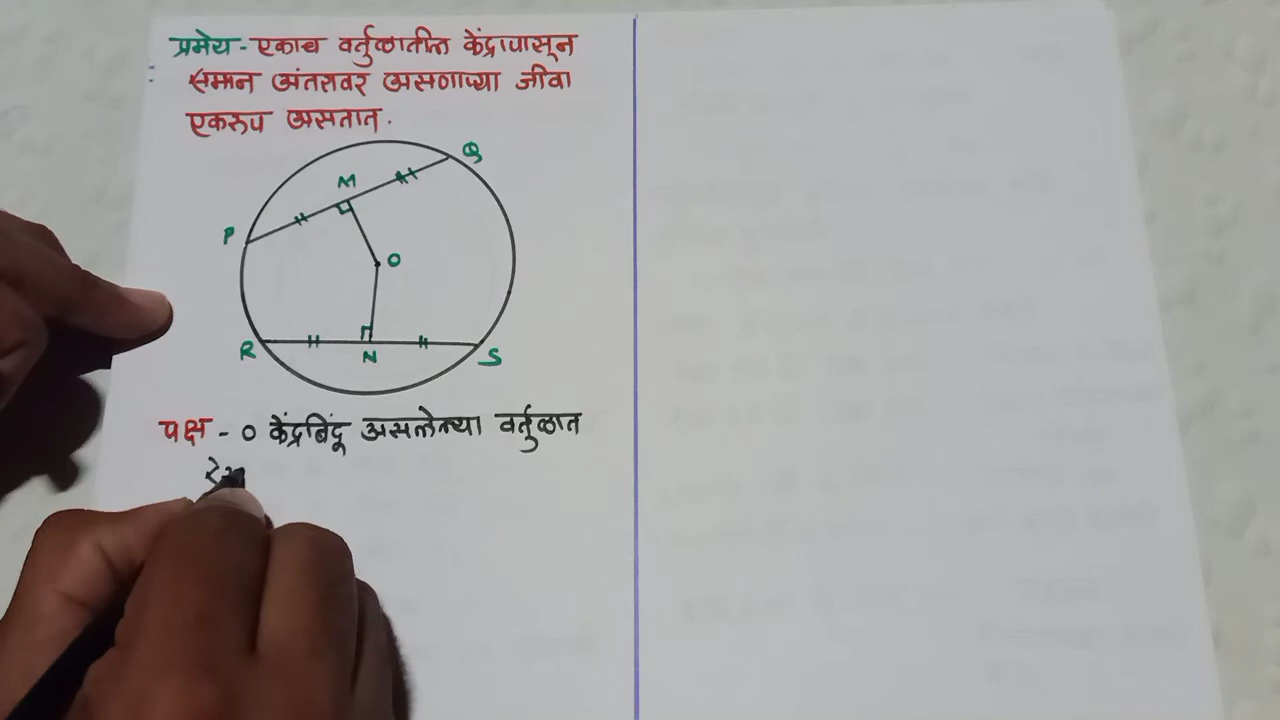 प्रमेय - एकाच वर्तुळातील केंद्रापासून
समान अंतरावर असणाऱ्या जीवा
एकरुप असतात.
Q
M
P
O
R
N
S
पक्ष - O केंद्रबिंदू असलेल्या वर्तुळात